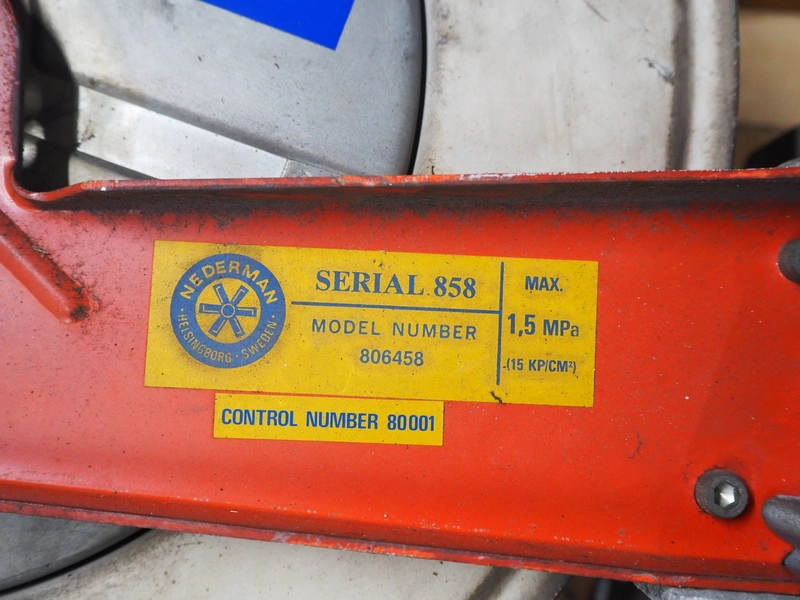 NEDERMAN
· HELSINGBORG · SWEDEN ·
SERIAL 858
MODEL NUMBER
806458
MAX.
1,5 MPa
(15 KP/CM²)
CONTROL NUMBER 80001